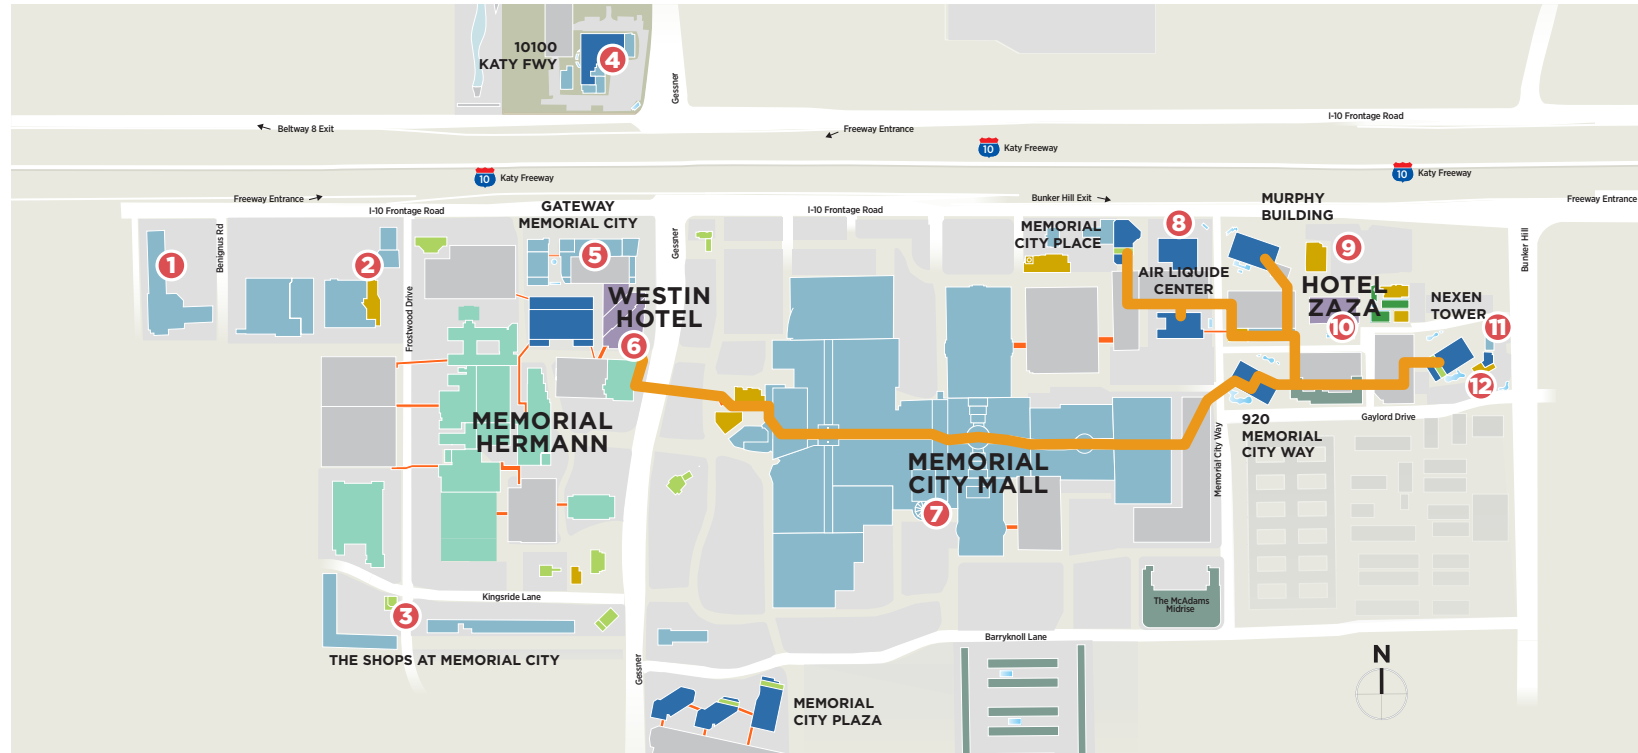 10100
KATY FWY
4
Gessner
I-10 Frontage Road
Beltway 8 Exit
Freeway Entrance
10
Katy Freeway
10
Katy Freeway
10
Katy Freeway
Freeway Entrance
Bunker Hill Exit
Freeway Entrance
I-10 Frontage Road
I-10 Frontage Road
GATEWAY
MEMORIAL CITY
MURPHY
BUILDING
MEMORIAL
CITY PLACE
8
9
1
Benignus Rd
2
5
Gessner
Bunker Hill
AIR LIQUIDE
CENTER
HOTEL
ZAZA
10
NEXEN
TOWER
11
12
Frostwood Drive
WESTIN
HOTEL
6
MEMORIAL
HERMANN
Gaylord Drive
920
MEMORIAL
CITY WAY
Memorial City Way
MEMORIAL
CITY MALL
7
Kingsride Lane
3
The McAdams
Midrise
Barryknoll Lane
THE SHOPS AT MEMORIAL CITY
Gessner
N
MEMORIAL
CITY PLAZA